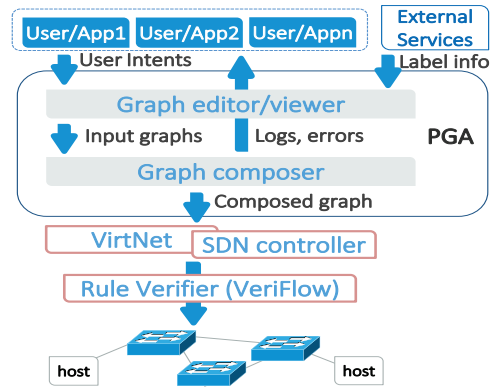 User/App1 User/App2 User/Appn
External
Services
User Intents
Label info
Graph editor/viewer
Input graphs
Logs, errors
PGA
Graph composer
Composed graph
VirtNet
SDN controller
Rule Verifier (VeriFlow)
host
host